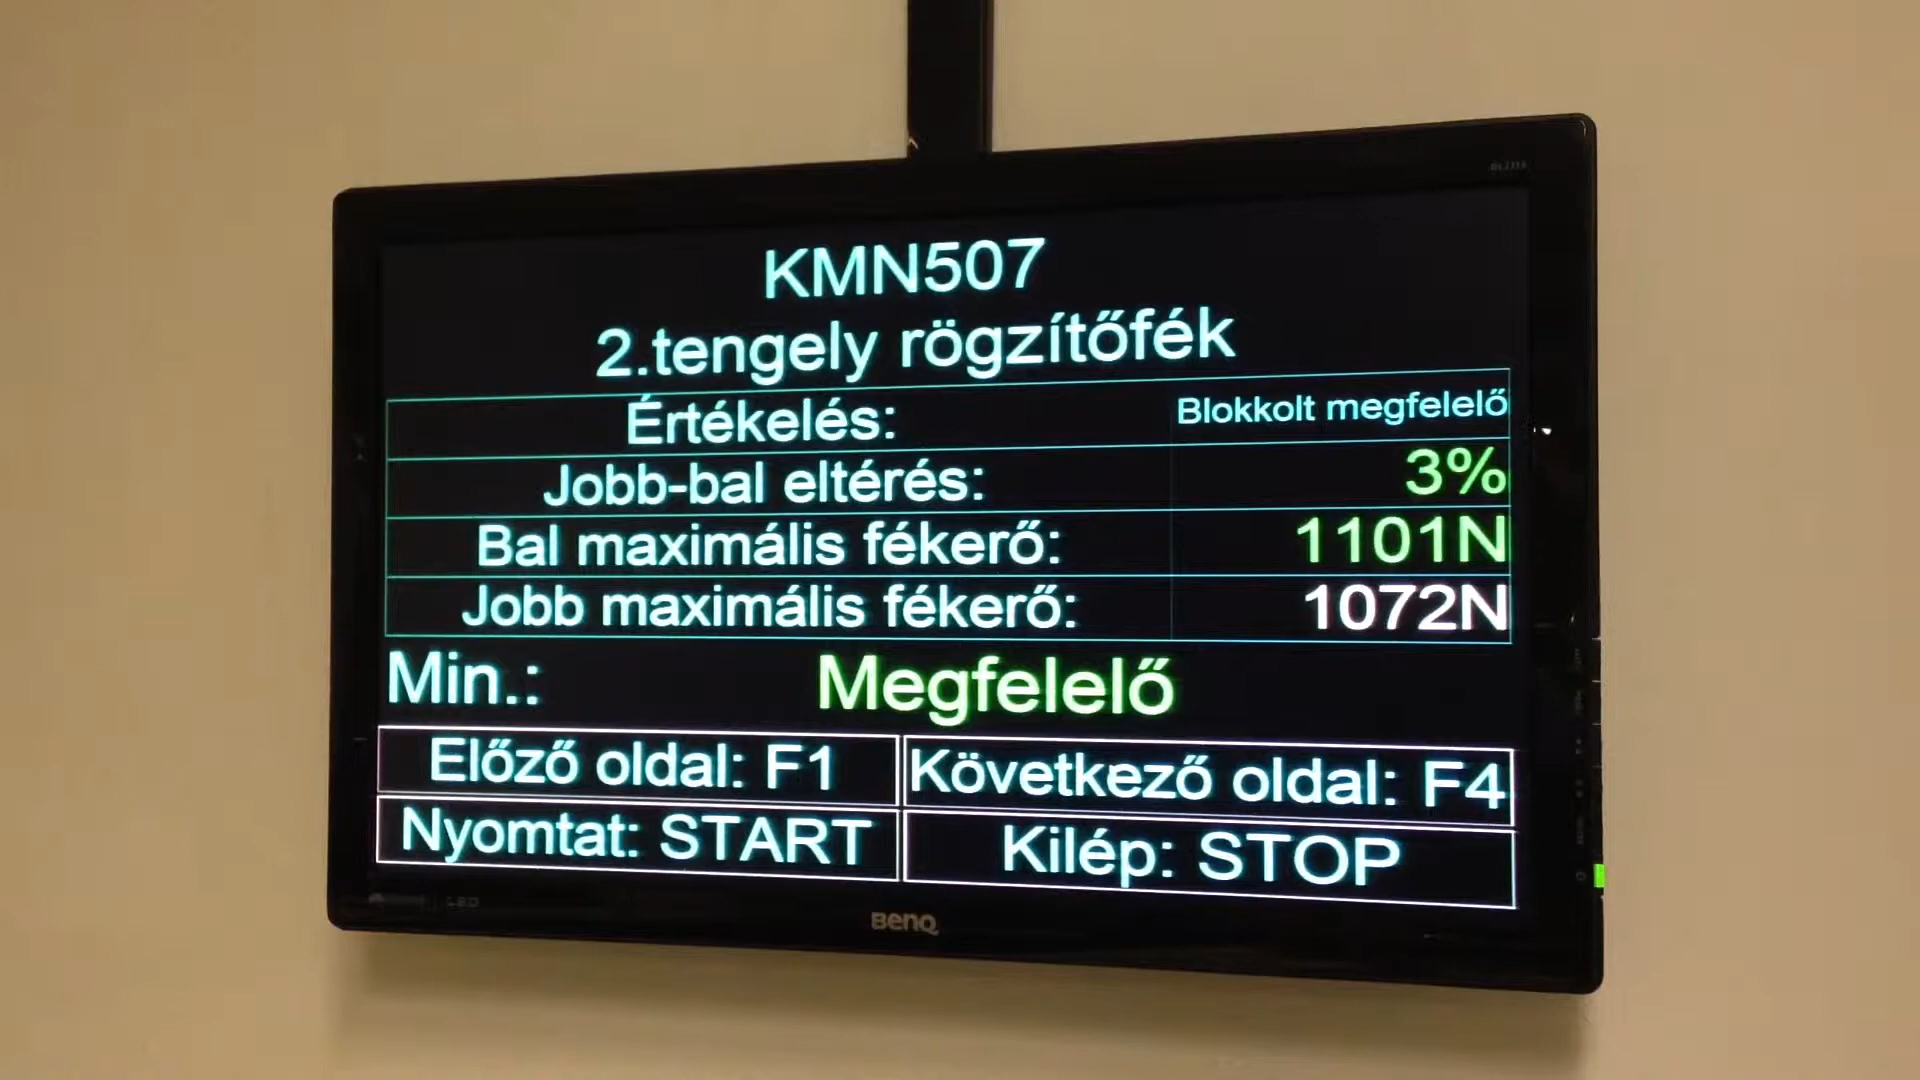 KMN507
2.tengely rögzítőfék
Értékelés: Blokkolt megfelelő
Jobb-bal eltérés: 3%
Bal maximális fékerő: 1101N
Jobb maximális fékerő: 1072N
Min.: Megfelelő
Előző oldal: F1 Következő oldal: F4
Nyomtat: START Kilép: STOP
LED
BenQ